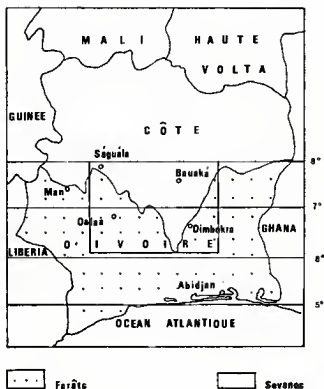 MALI
HAUTE
VOLTA
GUINEE
CÔTE
8°
Séguéla
Bouaké
Man
7°
Daloa
Dimbokro
GHANA
LIBERIA
D'IVOIRE
6°
Abidjan
5°
OCEAN ATLANTIQUE
Forêts
Savanes